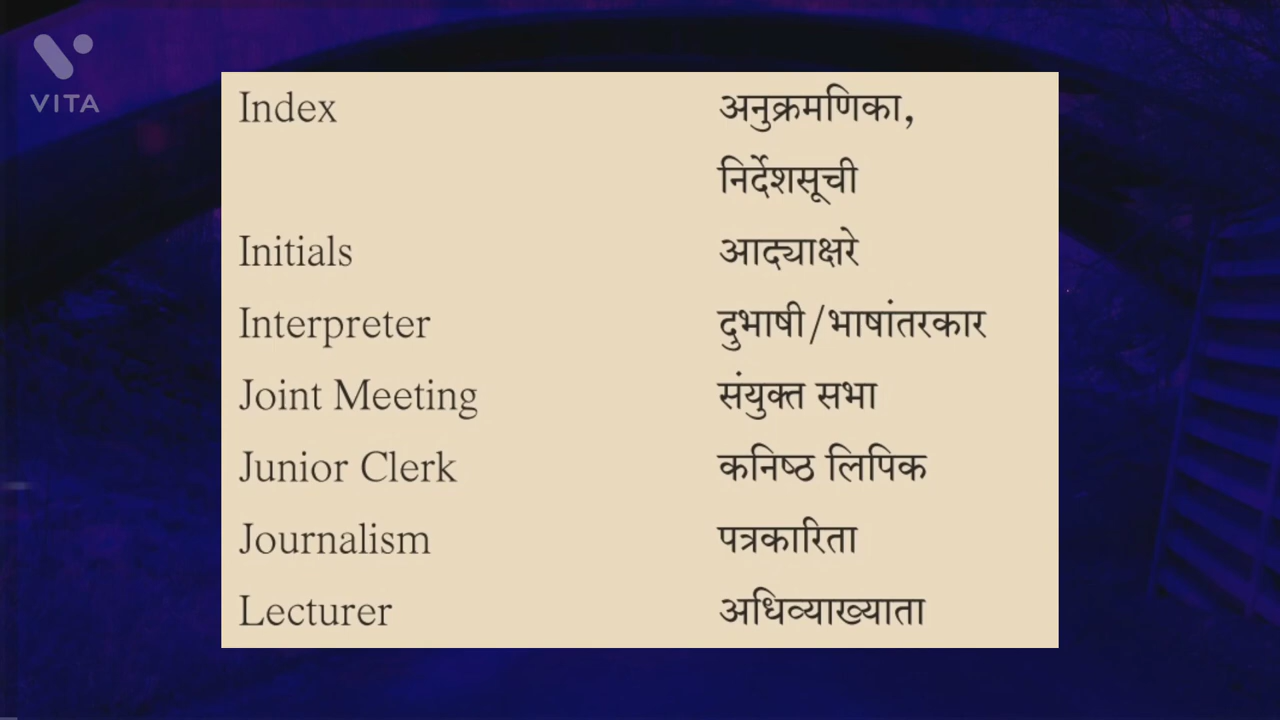 VITA
Index अनुक्रमणिका,
निर्देशसूची
Initials आद्याक्षरे
Interpreter दुभाषी/भाषांतरकार
Joint Meeting संयुक्त सभा
Junior Clerk कनिष्ठ लिपिक
Journalism पत्रकारिता
Lecturer अधिव्याख्याता